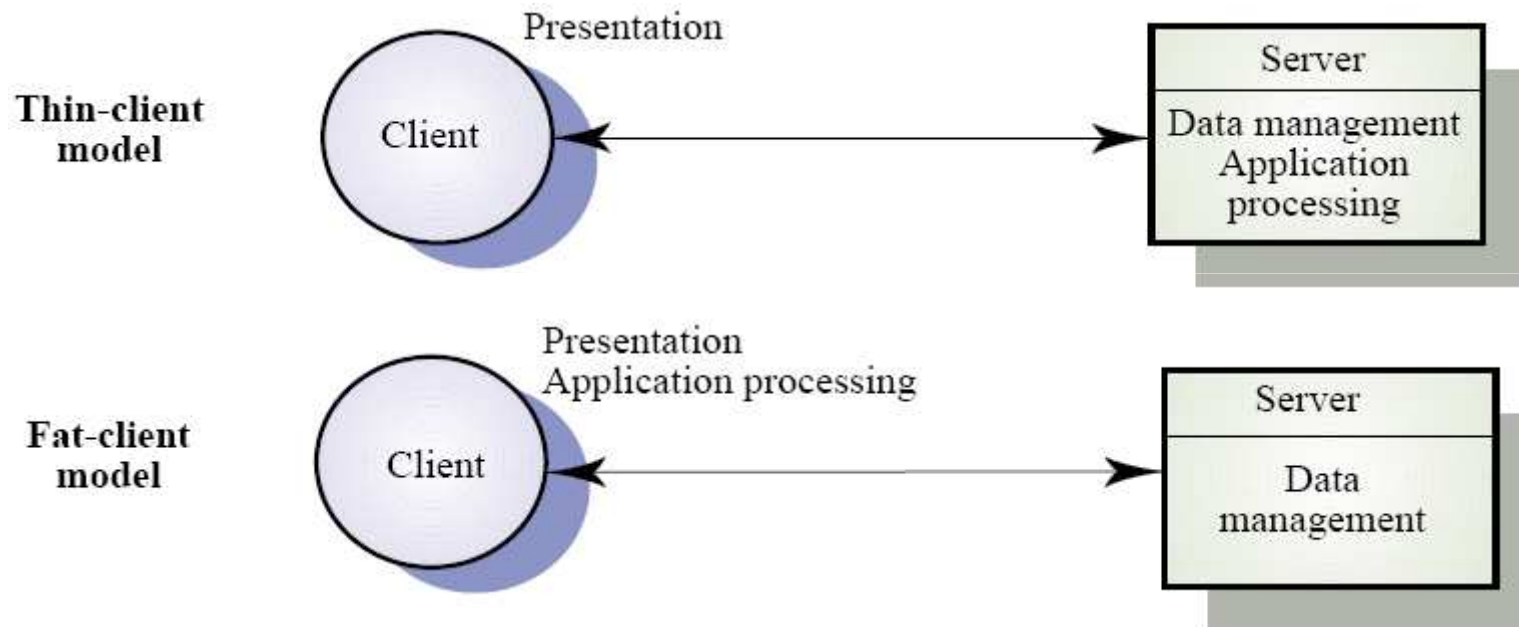 Thin-client
model
Client
Presentation
Server
Data management
Application
processing
Fat-client
model
Client
Presentation
Application processing
Server
Data
management